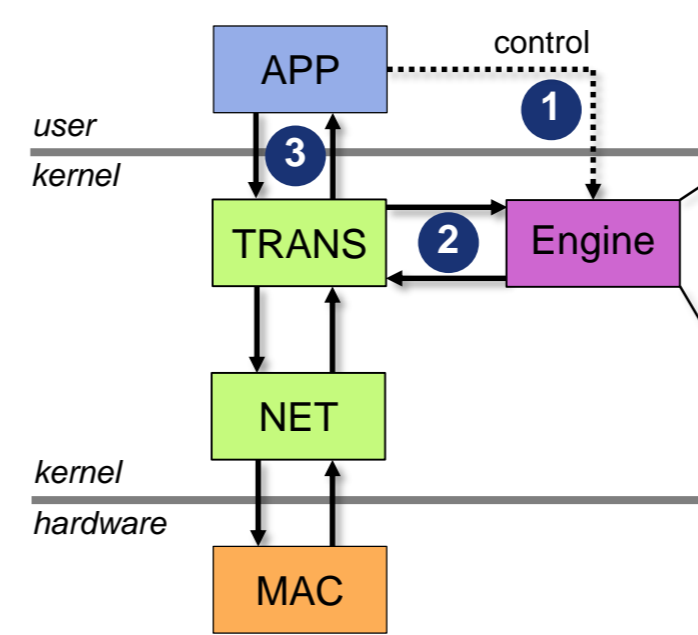 control
APP
1
user
3
kernel
TRANS
2
Engine
NET
kernel
hardware
MAC